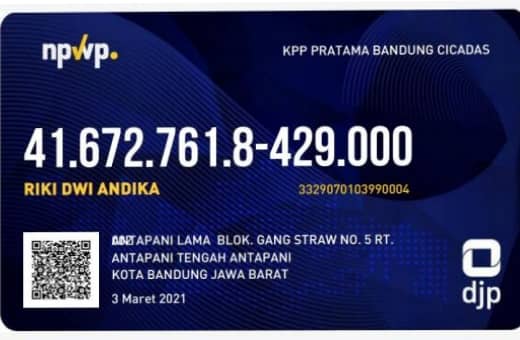 npwp.
KPP PRATAMA BANDUNG CICADAS
41.672.761.8-429.000
RIKI DWI ANDIKA
3329070103990004
ANTAPANI LAMA BLOK. GANG STRAW NO. 5 RT.
ANTAPANI TENGAH ANTAPANI
KOTA BANDUNG JAWA BARAT
3 Maret 2021
djp